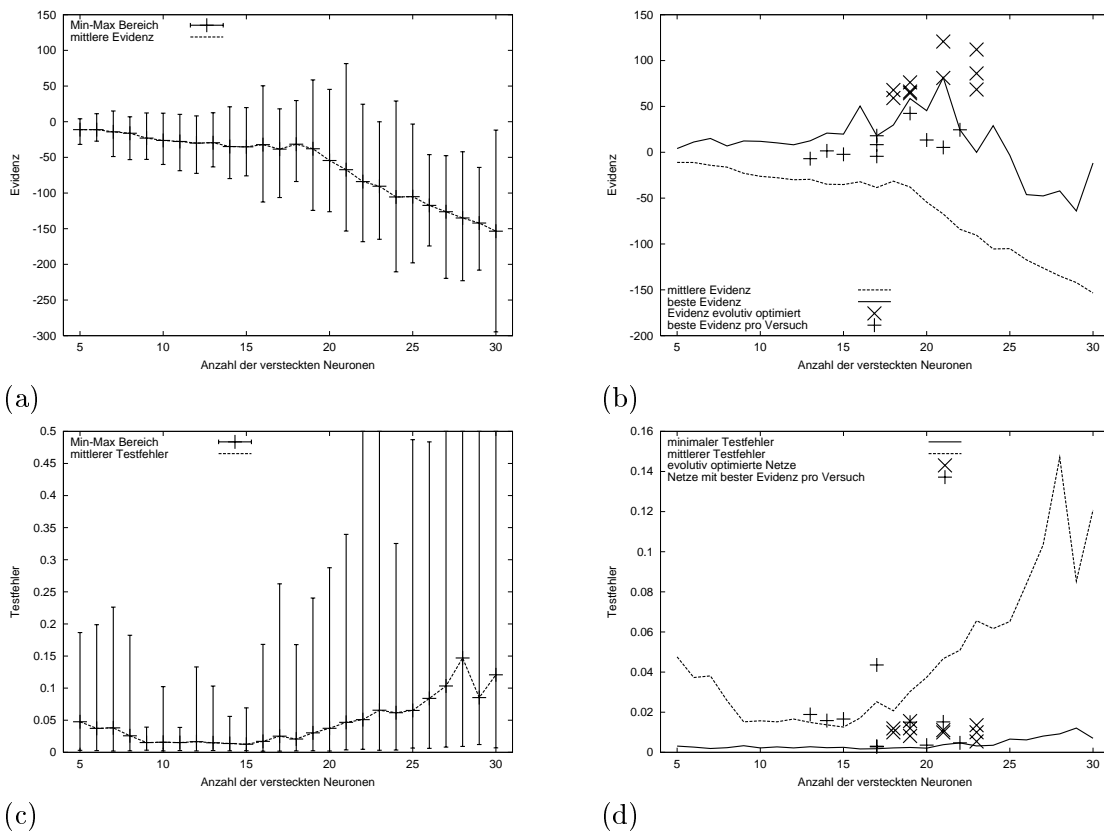 150
100
50
0
-50
-100
-150
-200
-250
-300
Evidenz
Min-Max Bereich
mittlere Evidenz
5 10 15 20 25 30
Anzahl der versteckten Neuronen
(a)
150
100
50
0
-50
-100
-150
-200
Evidenz
mittlere Evidenz
beste Evidenz
Evidenz evolutiv optimiert
beste Evidenz pro Versuch
5 10 15 20 25 30
Anzahl der versteckten Neuronen
(b)
0.5
0.45
0.4
0.35
0.3
0.25
0.2
0.15
0.1
0.05
0
Testfehler
Min-Max Bereich
mittlerer Testfehler
5 10 15 20 25 30
Anzahl der versteckten Neuronen
(c)
0.16
0.14
0.12
0.1
0.08
0.06
0.04
0.02
0
Testfehler
minimaler Testfehler
mittlerer Testfehler
evolutiv optimierte Netze
Netze mit bester Evidenz pro Versuch
5 10 15 20 25 30
Anzahl der versteckten Neuronen
(d)